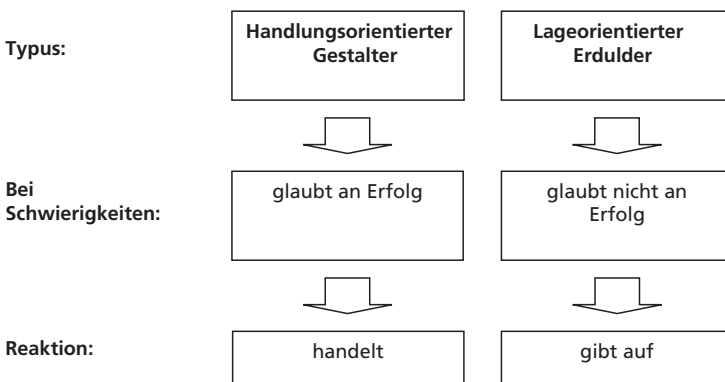 Typus:
Handlungsorientierter
Gestalter
Lageorientierter
Erdulder
Bei
Schwierigkeiten:
glaubt an Erfolg
glaubt nicht an
Erfolg
Reaktion:
handelt
gibt auf